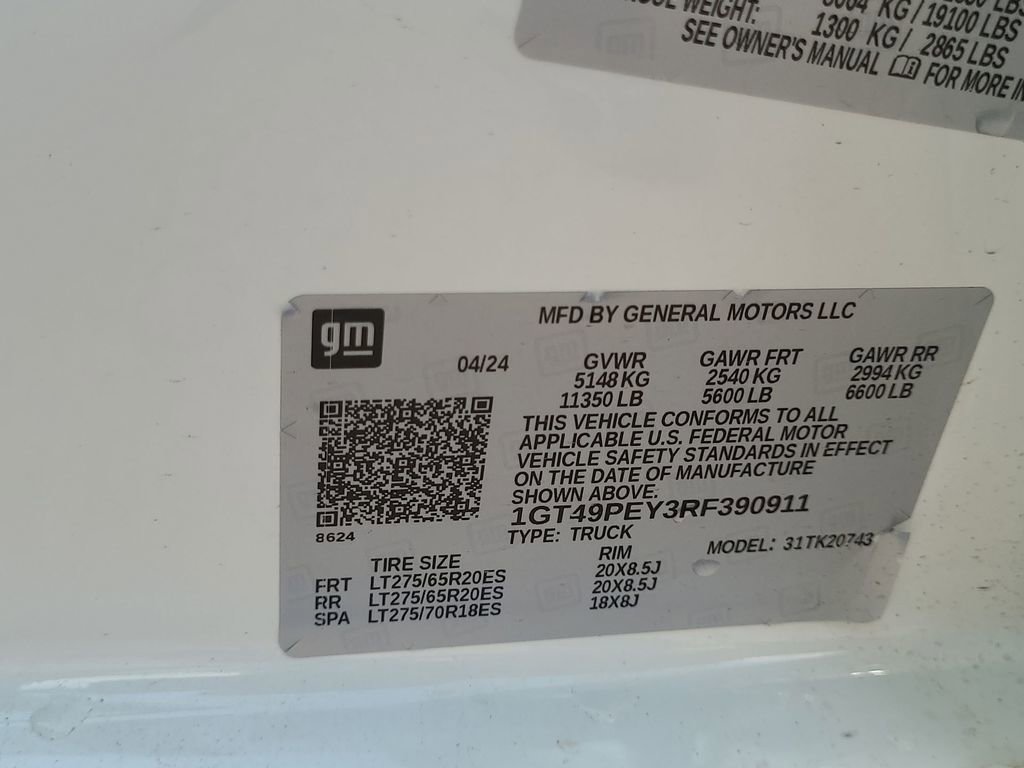 KG/19100 LBS
WEIGHT: 1300 KG/ 2865 LBS
SEE OWNER'S MANUAL FOR MORE
gm
MFD BY GENERAL MOTORS LLC
04/24 GVWR GAWR FRT GAWR RR
5148 KG 2540 KG 2994 KG
11350 LB 5600 LB 6600 LB
THIS VEHICLE CONFORMS TO ALL
APPLICABLE U.S. FEDERAL MOTOR
VEHICLE SAFETY STANDARDS IN EFFECT
ON THE DATE OF MANUFACTURE
SHOWN ABOVE.
1GT49PEY3RF390911
8624
TYPE: TRUCK MODEL: 31TK20743
TIRE SIZE RIM
FRT LT275/65R20ES 20X8.5J
RR LT275/65R20ES 20X8.5J
SPA LT275/70R18ES 18X8J